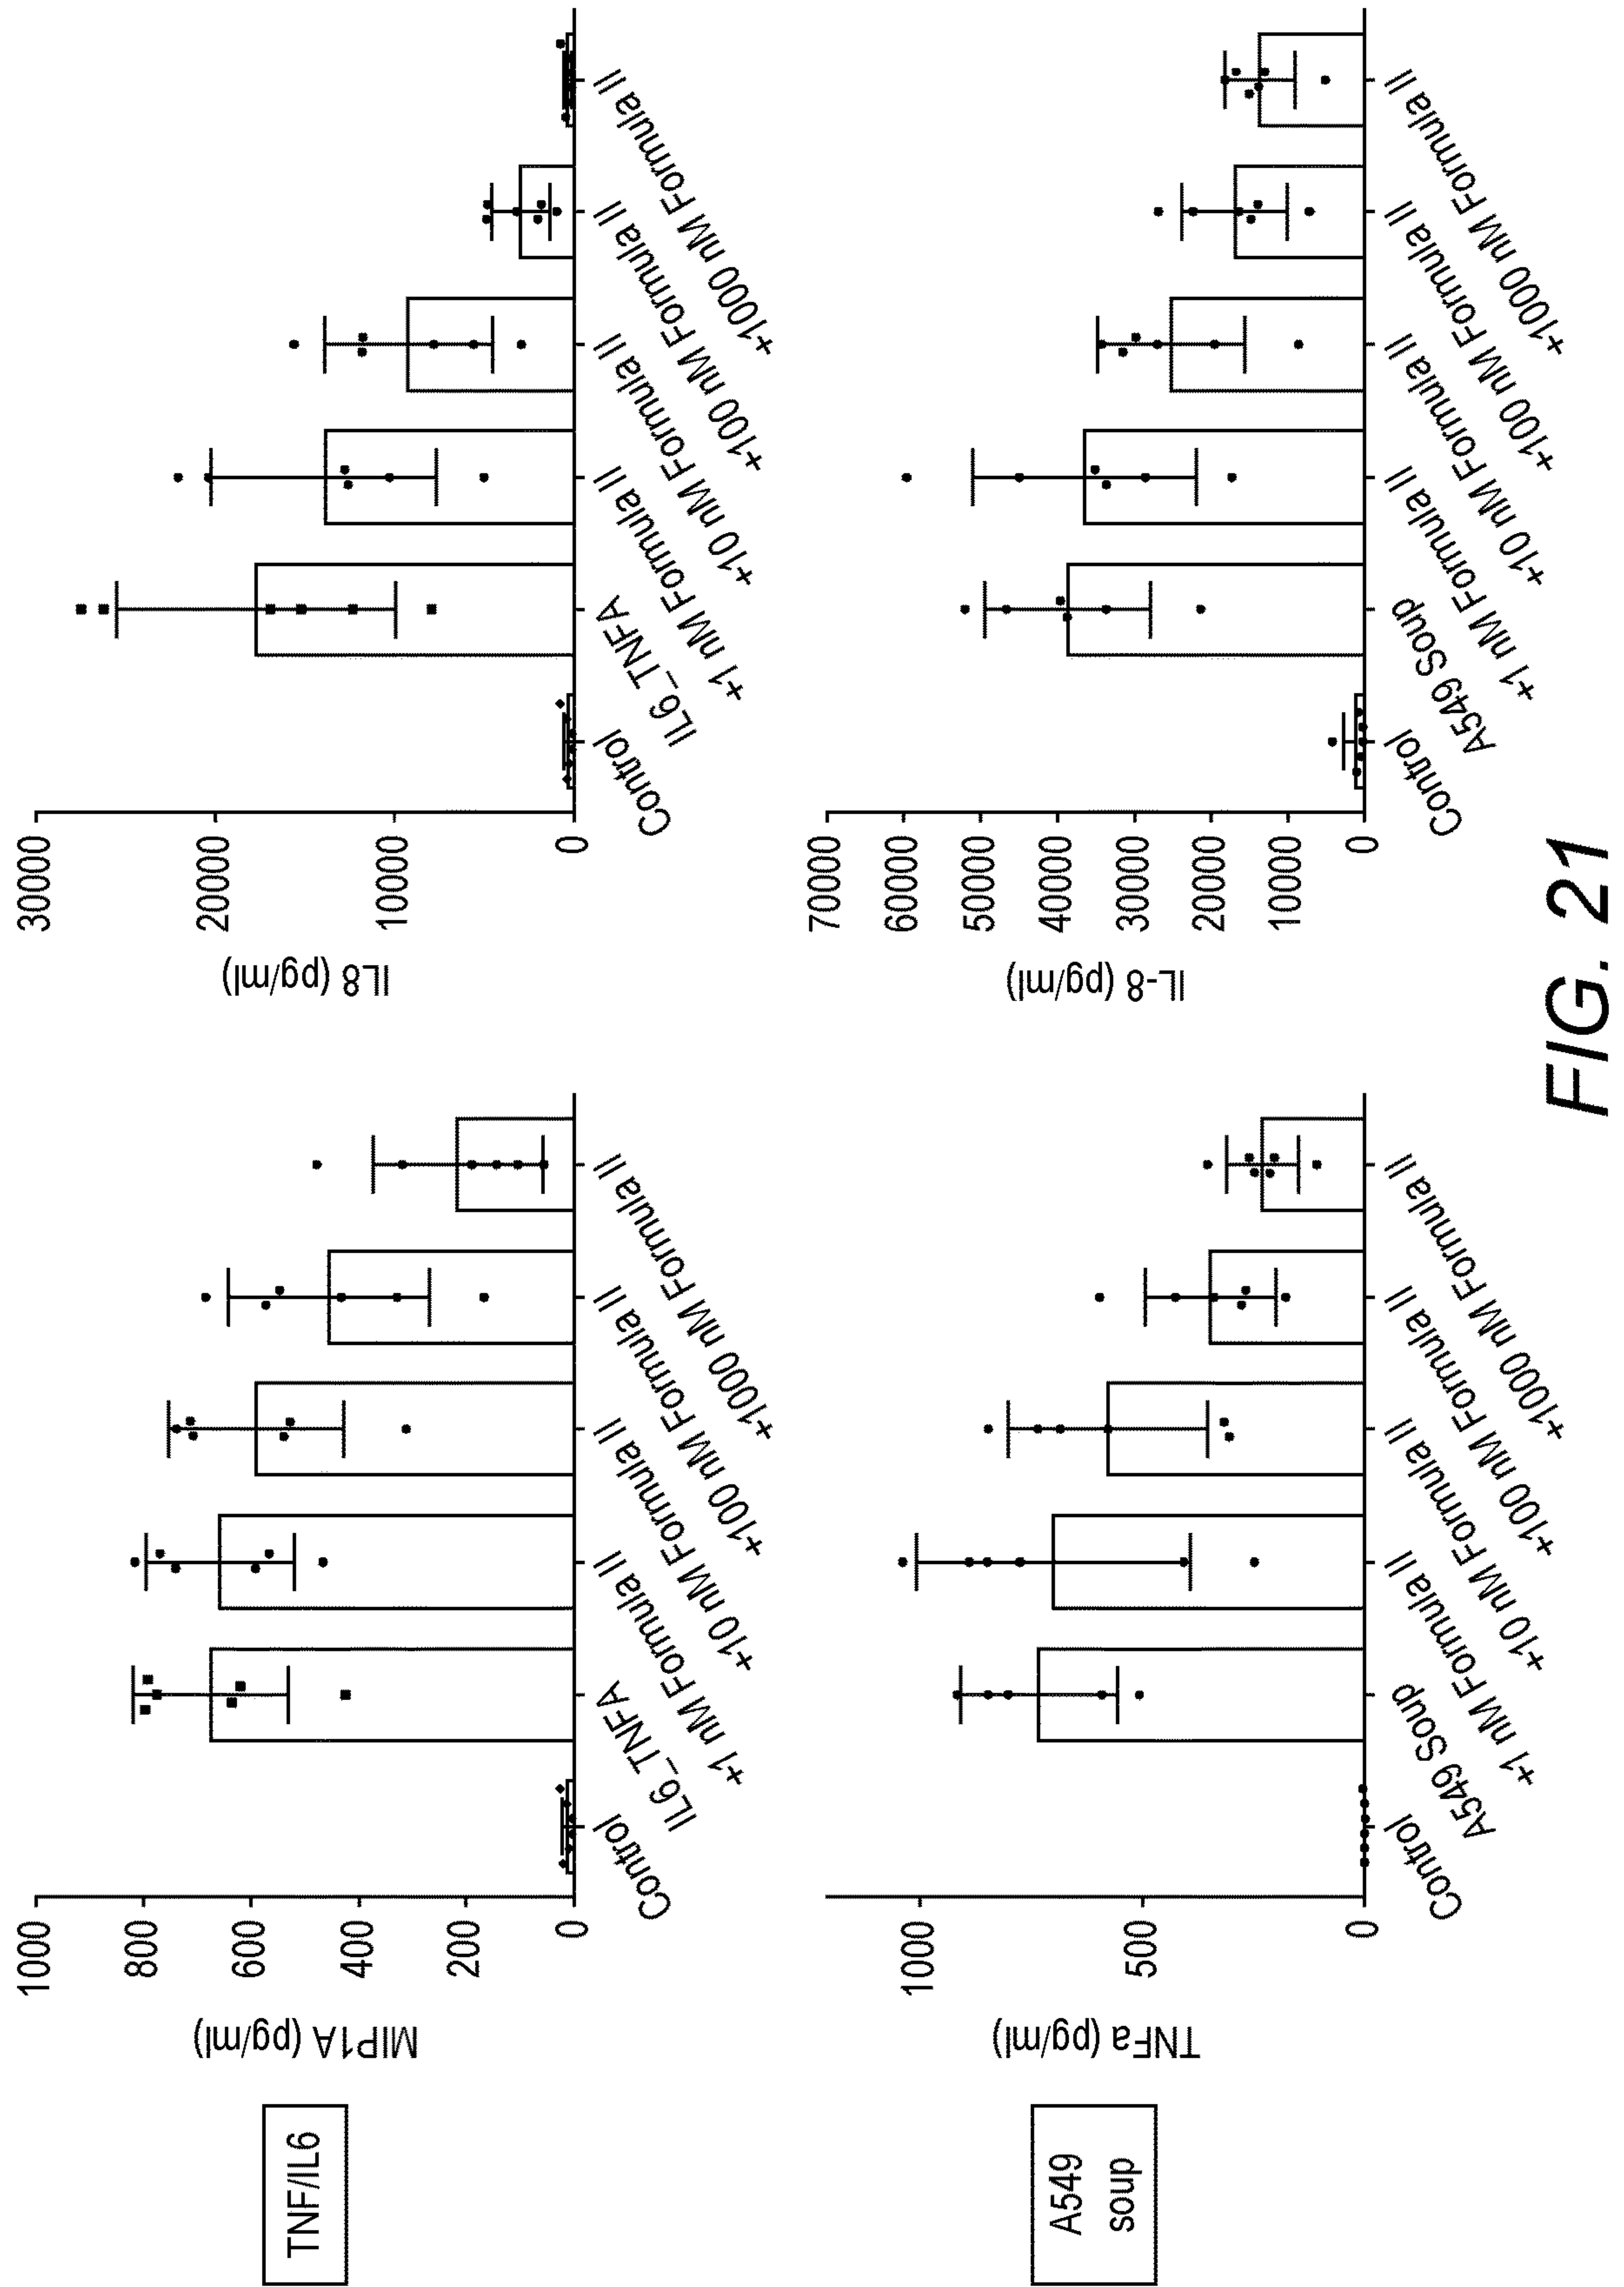 TNF/IL6
MIP1A (pg/ml)
1000
800
600
400
200
0
Control
IL6_TNFA
+1 nM Formula II
+10 nM Formula II
+100 nM Formula II
+1000 nM Formula II
IL8 (pg/ml)
30000
20000
10000
0
Control
IL6_TNFA
+1 nM Formula II
+10 nM Formula II
+100 nM Formula II
+1000 nM Formula II
A549
soup
TNFa (pg/ml)
1000
500
0
Control
A549 Soup
+1 nM Formula II
+10 nM Formula II
+100 nM Formula II
+1000 nM Formula II
IL-8 (pg/ml)
70000
60000
50000
40000
30000
20000
10000
0
Control
A549 Soup
+1 nM Formula II
+10 nM Formula II
+100 nM Formula II
+1000 nM Formula II
FIG. 21